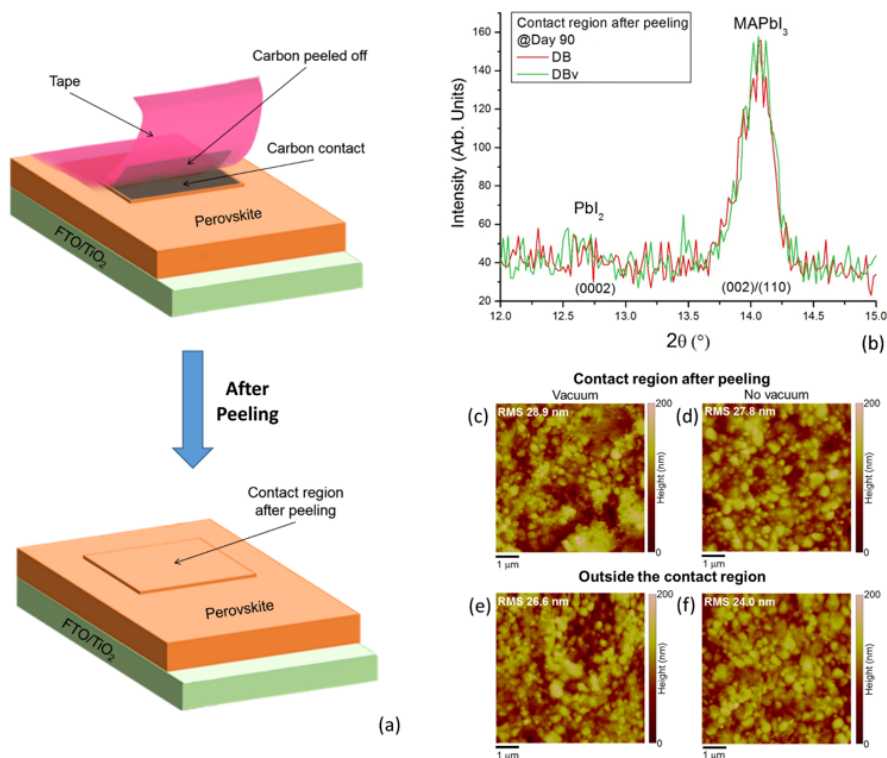 Carbon peeled off
Tape
Carbon contact
Perovskite
FTO/TiO₂
After
Peeling
Contact region
after peeling
Perovskite
FTO/TiO₂
(a)
Contact region after peeling
@Day 90
DB
DBv
MAPbI₃
PbI₂
(0002)
(002)/(110)
Intensity (Arb. Units)
160
140
120
100
80
60
40
20
12.0 12.5 13.0 13.5 14.0 14.5 15.0
2θ (°)
(b)
Contact region after peeling
Vacuum
No vacuum
(c)
RMS 28.9 nm
200
Height (nm)
0
1 μm
(d)
RMS 27.8 nm
200
Height (nm)
0
1 μm
Outside the contact region
(e)
RMS 26.6 nm
200
Height (nm)
0
1 μm
(f)
RMS 24.0 nm
200
Height (nm)
0
1 μm